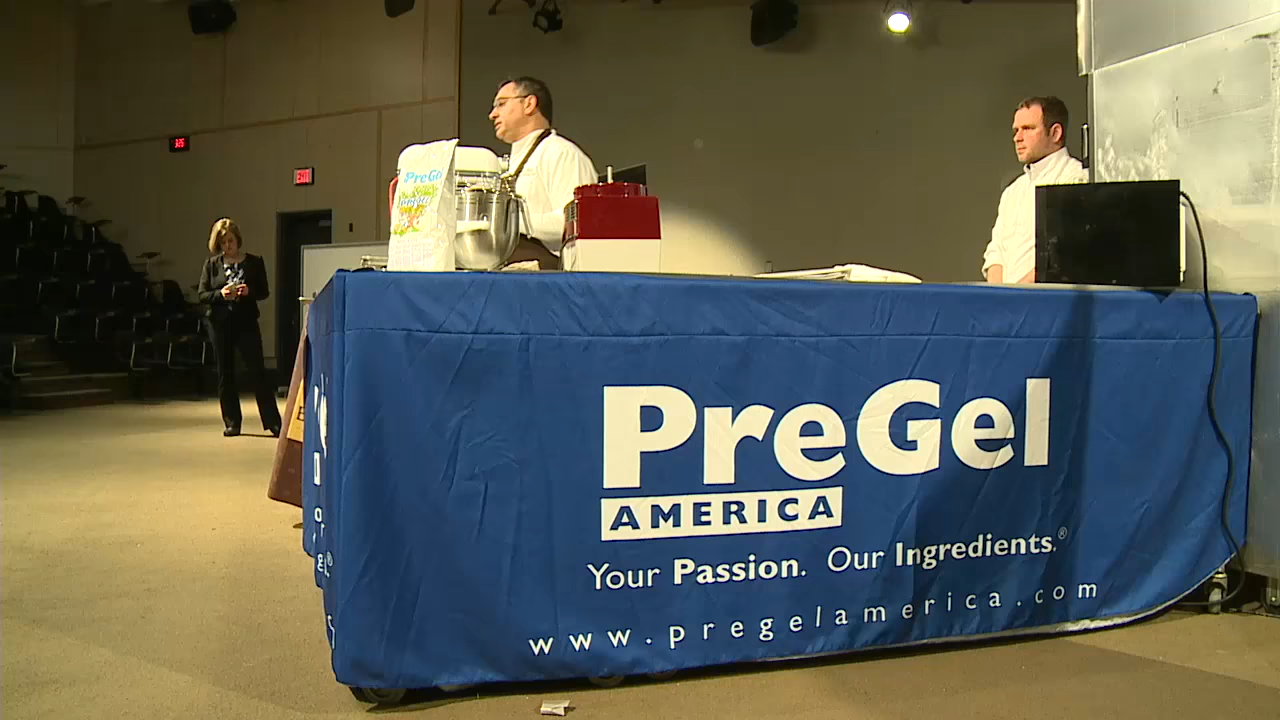 EXIT
PreGel
PreGel
AMERICA
Your Passion. Our Ingredients.®
www.pregelamerica.com